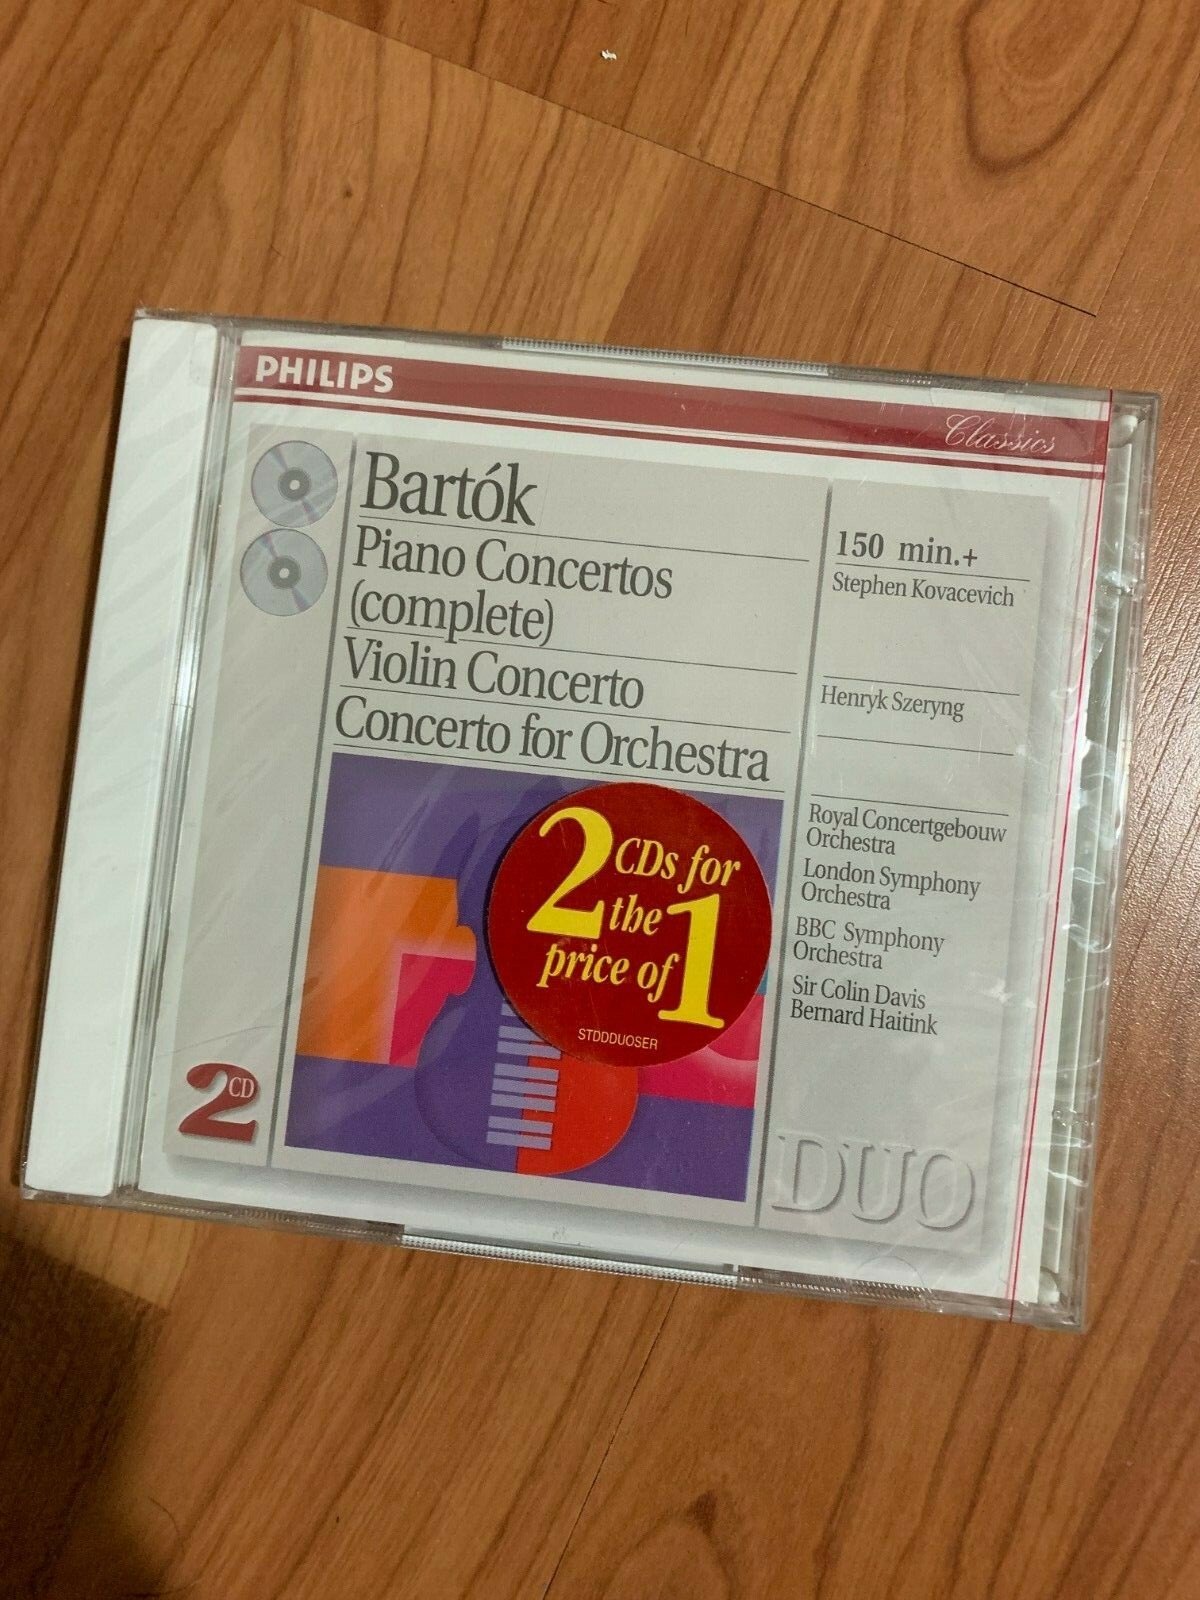 PHILIPS
Classics
Bartók
Piano Concertos
(complete)
Violin Concerto
Concerto for Orchestra
150 min.+
Stephen Kovacevich
Henryk Szeryng
Royal Concertgebouw
Orchestra
London Symphony
Orchestra
BBC Symphony
Orchestra
Sir Colin Davis
Bernard Haitink
2 CDs for
the 1
price of
STDDDUOSER
2CD
DUO